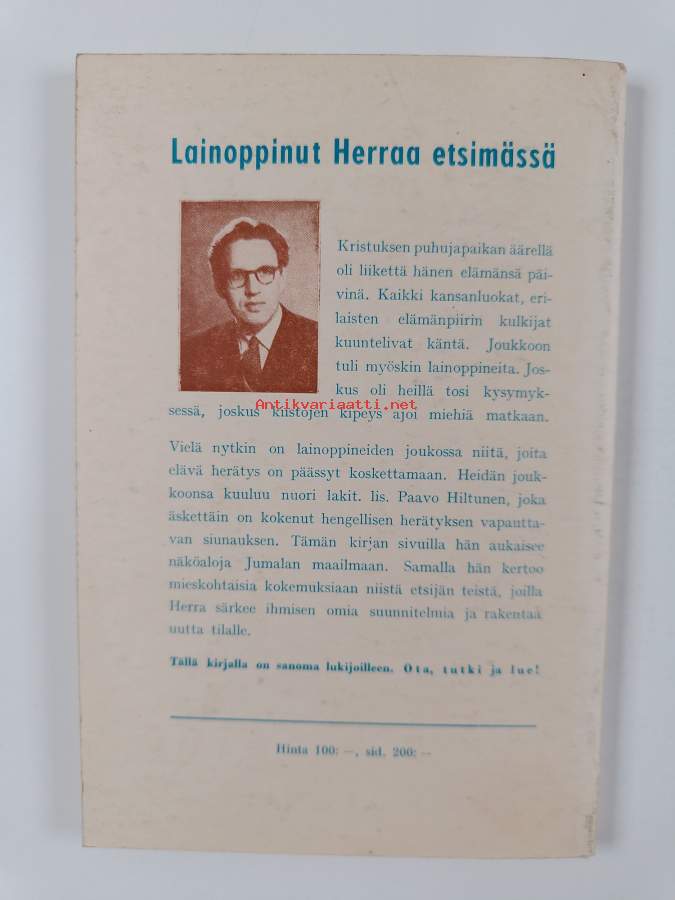 Lainoppinut Herraa etsimässä
Kristuksen puhujapaikan äärellä
oli liikettä hänen elämänsä päi-
vinä. Kaikki kansanluokat, eri-
laisten elämänpiirin kulkijat
kuuntelivat käntä. Joukkoon
tuli myöskin lainoppineita. Jos-
kus oli heillä tosi kysymyk-
sessä, joskus kiistojen kipeys ajoi miehiä matkaan.
Antikvariaatti.net
Vielä nytkin on lainoppineiden joukossa niitä, joita
elävä herätys on päässyt koskettamaan. Heidän jouk-
koonsa kuuluu nuori lakit. lis. Paavo Hiltunen, joka
äskettäin on kokenut hengellisen herätyksen vapautta-
van siunauksen. Tämän kirjan sivuilla hän aukaisee
näköaloja Jumalan maailmaan. Samalla hän kertoo
mieskohtaisia kokemuksiaan niistä etsijän teistä, joilla
Herra särkee ihmisen omia suunnitelmia ja rakentaa
uutta tilalle.
Tällä kirjalla on sanoma lukijoilleen. Ota, tutki ja lue!
Hinta 100: —, sid. 200: —